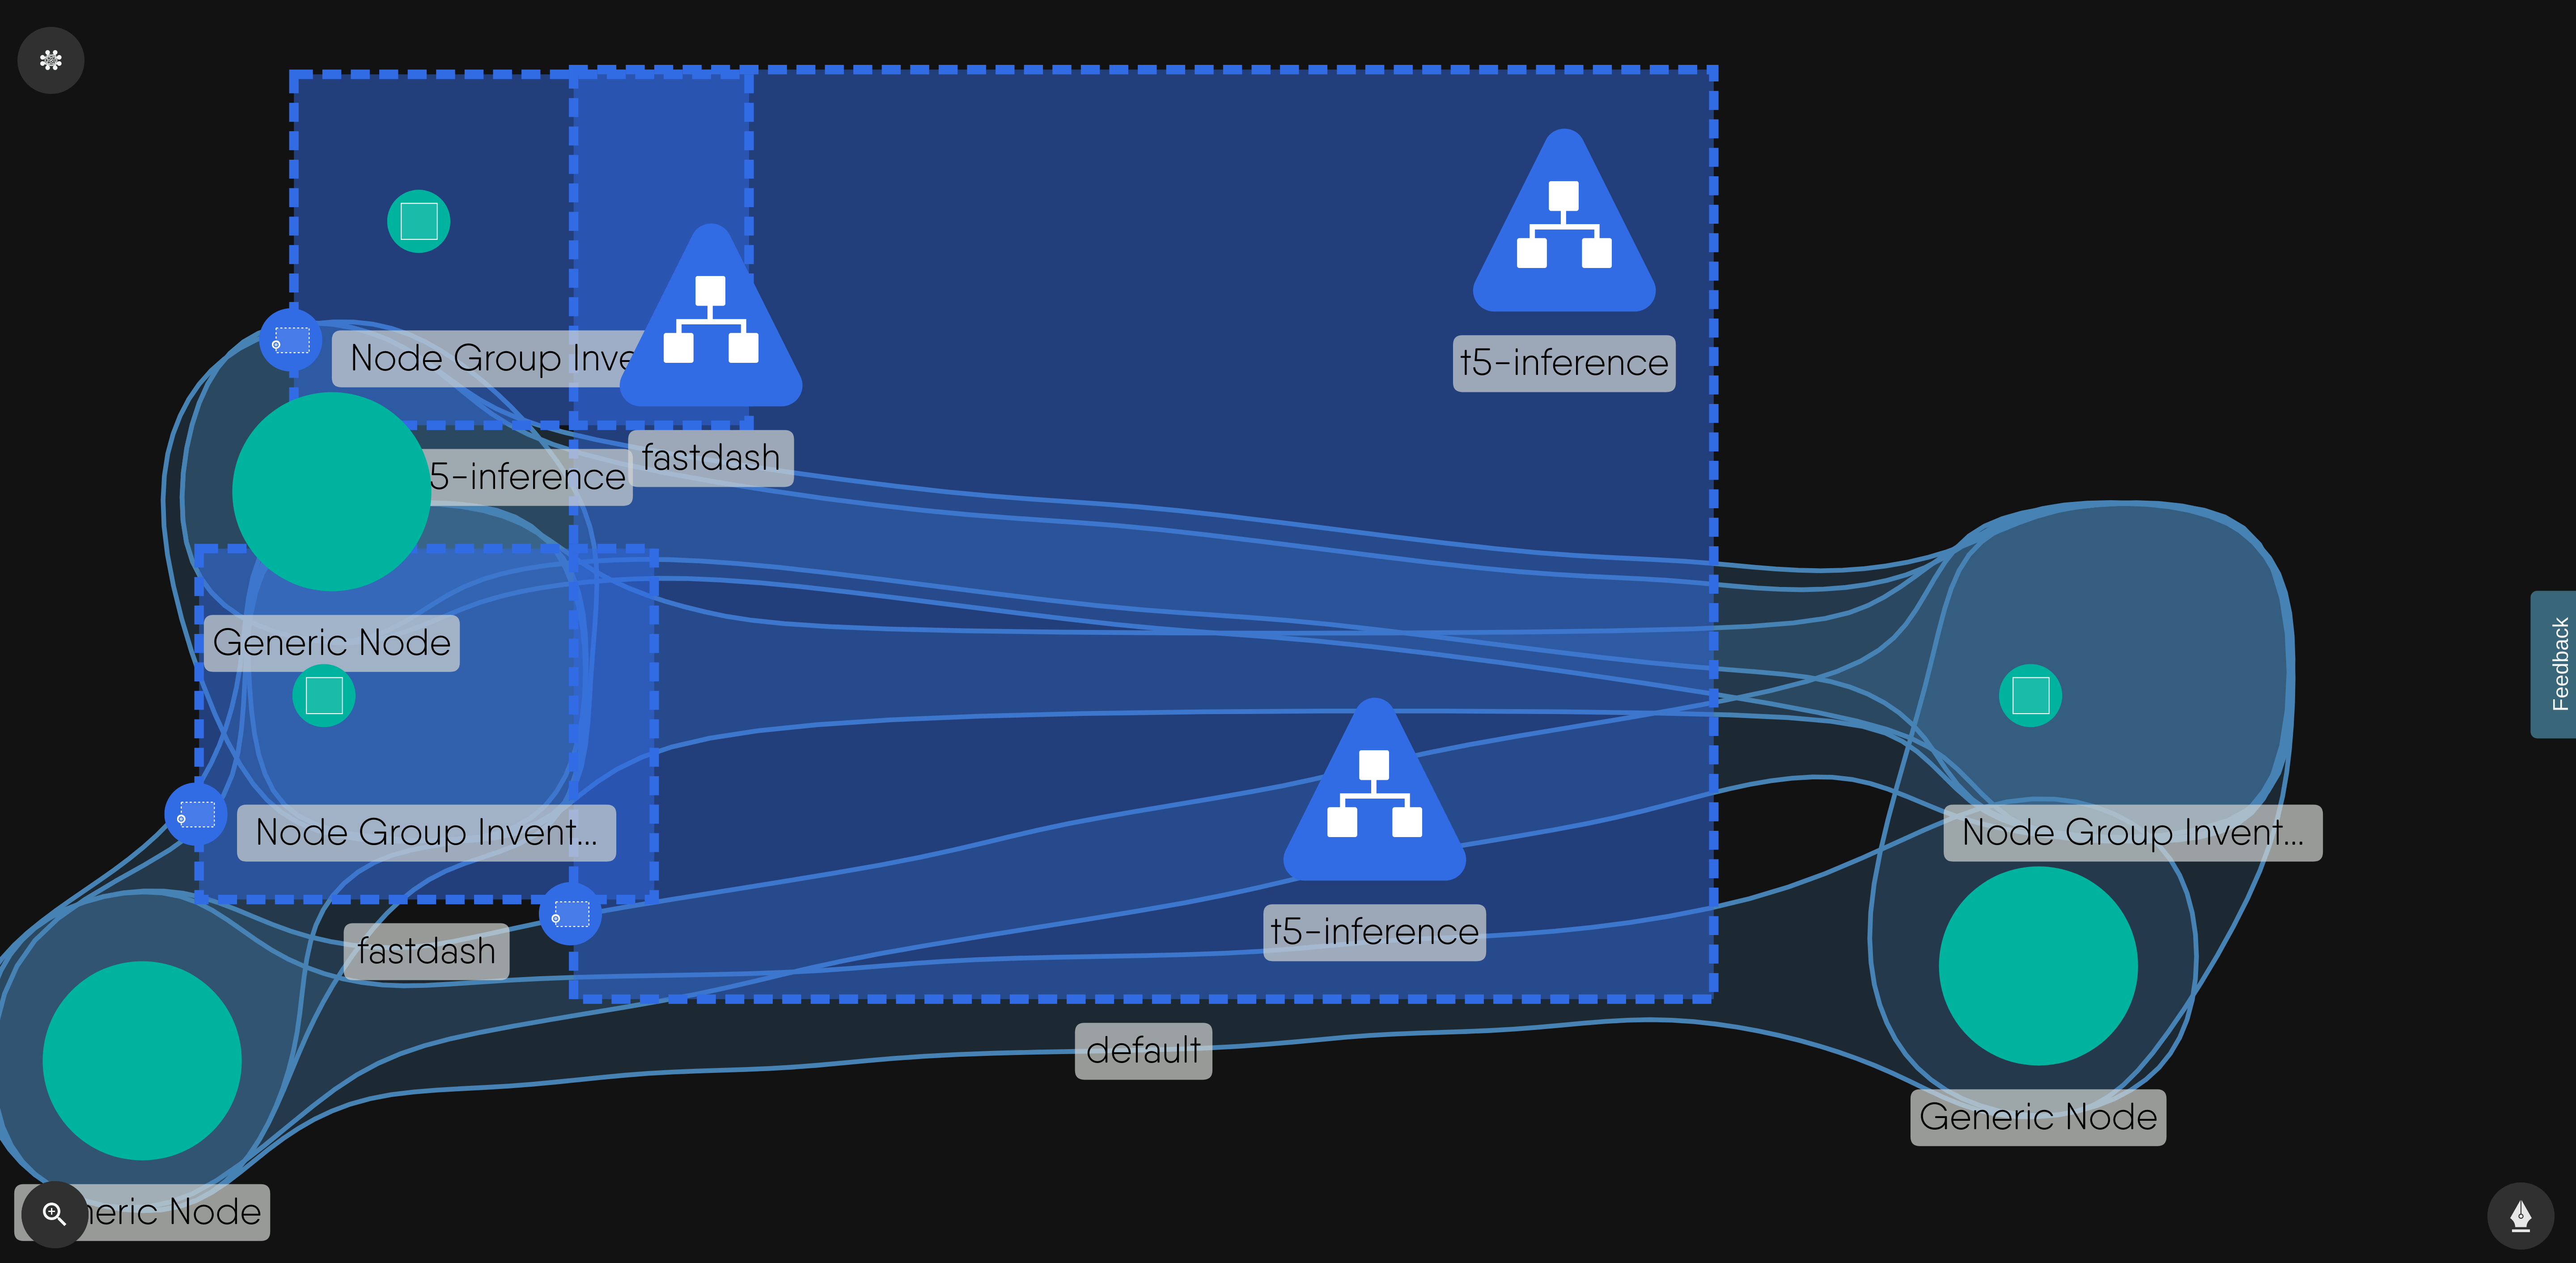 t5-inference
Node Group Inve
fastdash
5-inference
Generic Node
Feedback
Node Group Invent...
Node Group Invent...
t5-inference
fastdash
default
Generic Node
neric Node